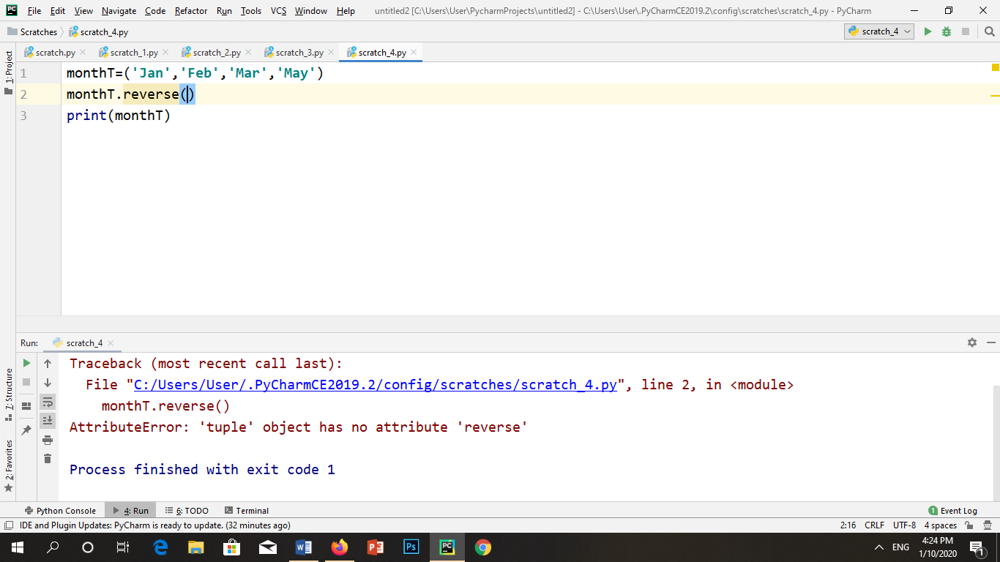 File Edit View Navigate Code Refactor Run Tools VCS Window Help untitled2 [C:\Users\User\PycharmProjects\untitled2] - C:\Users\User\.PyCharmCE2019.2\config\scratches\scratch_4.py - PyCharm
Scratches scratch_4.py scratch_4
scratch.py scratch_1.py scratch_2.py scratch_3.py scratch_4.py
1: Project
1 monthT=('Jan','Feb','Mar','May')
2 monthT.reverse()
3 print(monthT)
Run: scratch_4
Traceback (most recent call last):
File "C:/Users/User/.PyCharmCE2019.2/config/scratches/scratch_4.py", line 2, in <module>
monthT.reverse()
AttributeError: 'tuple' object has no attribute 'reverse'
Process finished with exit code 1
7: Structure
2: Favorites
Python Console 4: Run 6: TODO Terminal 1 Event Log
IDE and Plugin Updates: PyCharm is ready to update. (32 minutes ago) 2:16 CRLF UTF-8 4 spaces
ENG 4:24 PM
1/10/2020 1